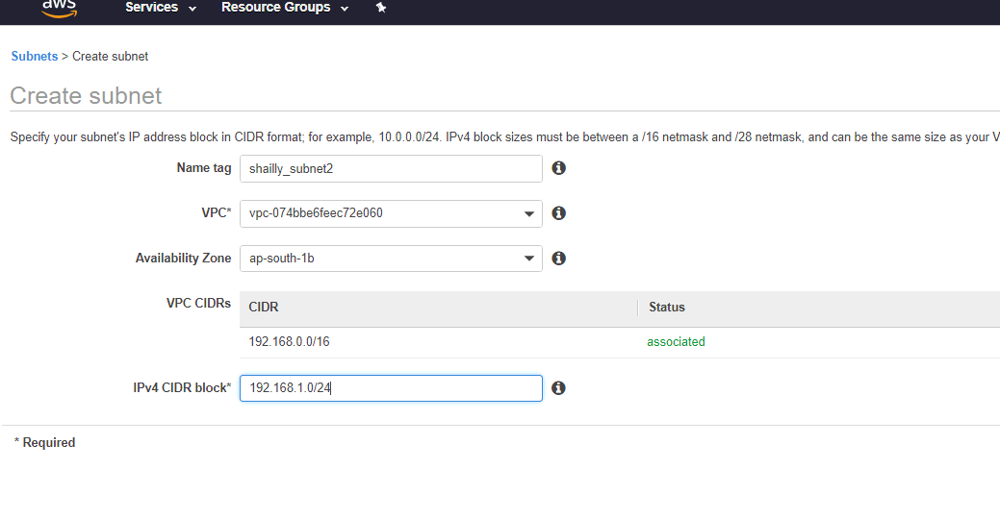 aws Services Resource Groups
Subnets > Create subnet
Create subnet
Specify your subnet's IP address block in CIDR format; for example, 10.0.0.0/24. IPv4 block sizes must be between a /16 netmask and /28 netmask, and can be the same size as your V
Name tag shailly_subnet2
VPC* vpc-074bbe6feec72e060
Availability Zone ap-south-1b
VPC CIDRs CIDR Status
192.168.0.0/16 associated
IPv4 CIDR block* 192.168.1.0/24
* Required